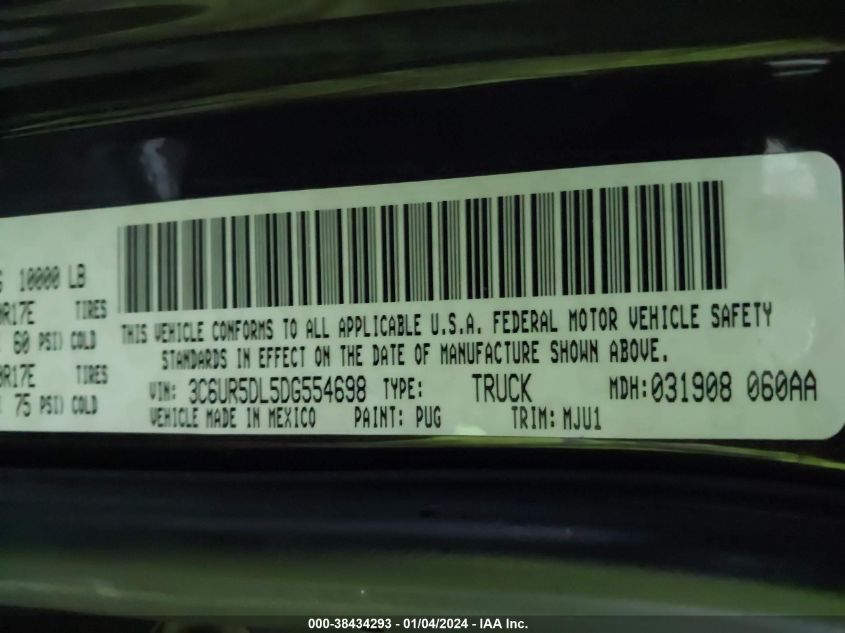 G 10000 LB
0R17E TIRES
60 PSI) COLD
0R17E TIRES
75 PSI) COLD
THIS VEHICLE CONFORMS TO ALL APPLICABLE U.S.A. FEDERAL MOTOR VEHICLE SAFETY
STANDARDS IN EFFECT ON THE DATE OF MANUFACTURE SHOWN ABOVE.
VIN: 3C6UR5DL5DG554698 TYPE: TRUCK MDH:031908 060AA
VEHICLE MADE IN MEXICO PAINT: PUG TRIM: MJU1
000-38434293 - 01/04/2024 - IAA Inc.